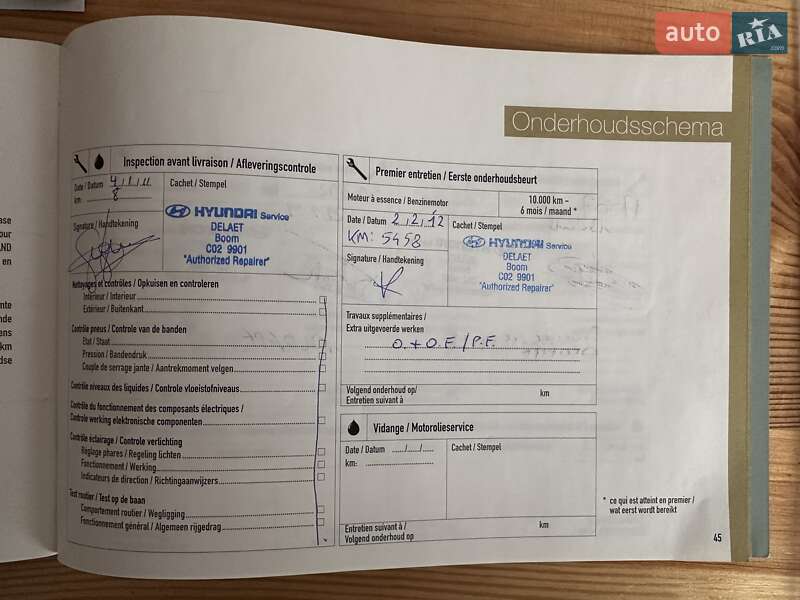 auto RIA
Onderhoudsschema
Inspection avant livraison / Afleveringscontrole
Date / Datum 4/1/11
km 8
Cachet / Stempel
Signature / Handtekening
HYUNDAI Service
DELAET
Boom
C02 9901
"Authorized Repairer"
Nettoyages et contrôles / Opkuisen en controleren
Intérieur / Interieur
Extérieur / Buitenkant
Contrôle pneus / Controle van de banden
Etat / Staat
Pression / Bandendruk
Couple de serrage jante / Aantrekmoment velgen
Contrôle niveaux des liquides / Controle vloeistofniveaus
Contrôle du fonctionnement des composants électriques /
Controle werking elektronische componenten
Contrôle éclairage / Controle verlichting
Réglage phares / Regeling lichten
Fonctionnement / Werking
Indicateurs de direction / Richtingaanwijzers
Test routier / Test op de baan
Comportement routier / Wegligging
Fonctionnement général / Algemeen rijgedrag
Premier entretien / Eerste onderhoudsbeurt
Moteur à essence / Benzinemotor
10.000 km –
6 mois / maand *
Date / Datum 2/2/12
KM: 5458
Cachet / Stempel
HYUNDAI Service
DELAET
Boom
C02 9901
"Authorized Repairer"
Signature / Handtekening
Travaux supplémentaires /
Extra uitgevoerde werken
O. + O.F. / P.F.
Volgend onderhoud op/
Entretien suivant à
km
Vidange / Motorolieservice
Date / Datum ..../..../....
km:
Cachet / Stempel
Entretien suivant à /
Volgend onderhoud op
km
* ce qui est atteint en premier /
wat eerst wordt bereikt
45